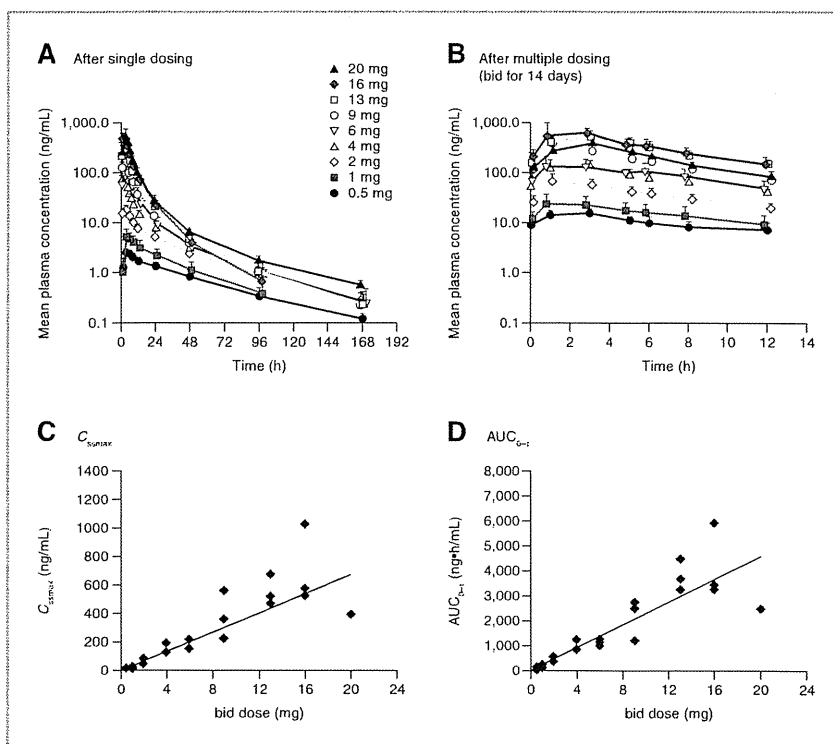 A After single dosing
20 mg
16 mg
13 mg
9 mg
6 mg
4 mg
2 mg
1 mg
0.5 mg
Mean plasma concentration (ng/mL)
1,000.0
100.0
10.0
1.0
0.1
0 24 48 72 96 120 144 168 192
Time (h)
B After multiple dosing
(bid for 14 days)
Mean plasma concentration (ng/mL)
1,000.0
100.0
10.0
1.0
0.1
0 2 4 6 8 10 12 14
Time (h)
C Cssmax
Cssmax (ng/mL)
1400
1200
1000
800
600
400
200
0
0 4 8 12 16 20 24
bid dose (mg)
D AUC0–t
AUC0–t (ng•h/mL)
8,000
7,000
6,000
5,000
4,000
3,000
2,000
1,000
0
0 4 8 12 16 20 24
bid dose (mg)